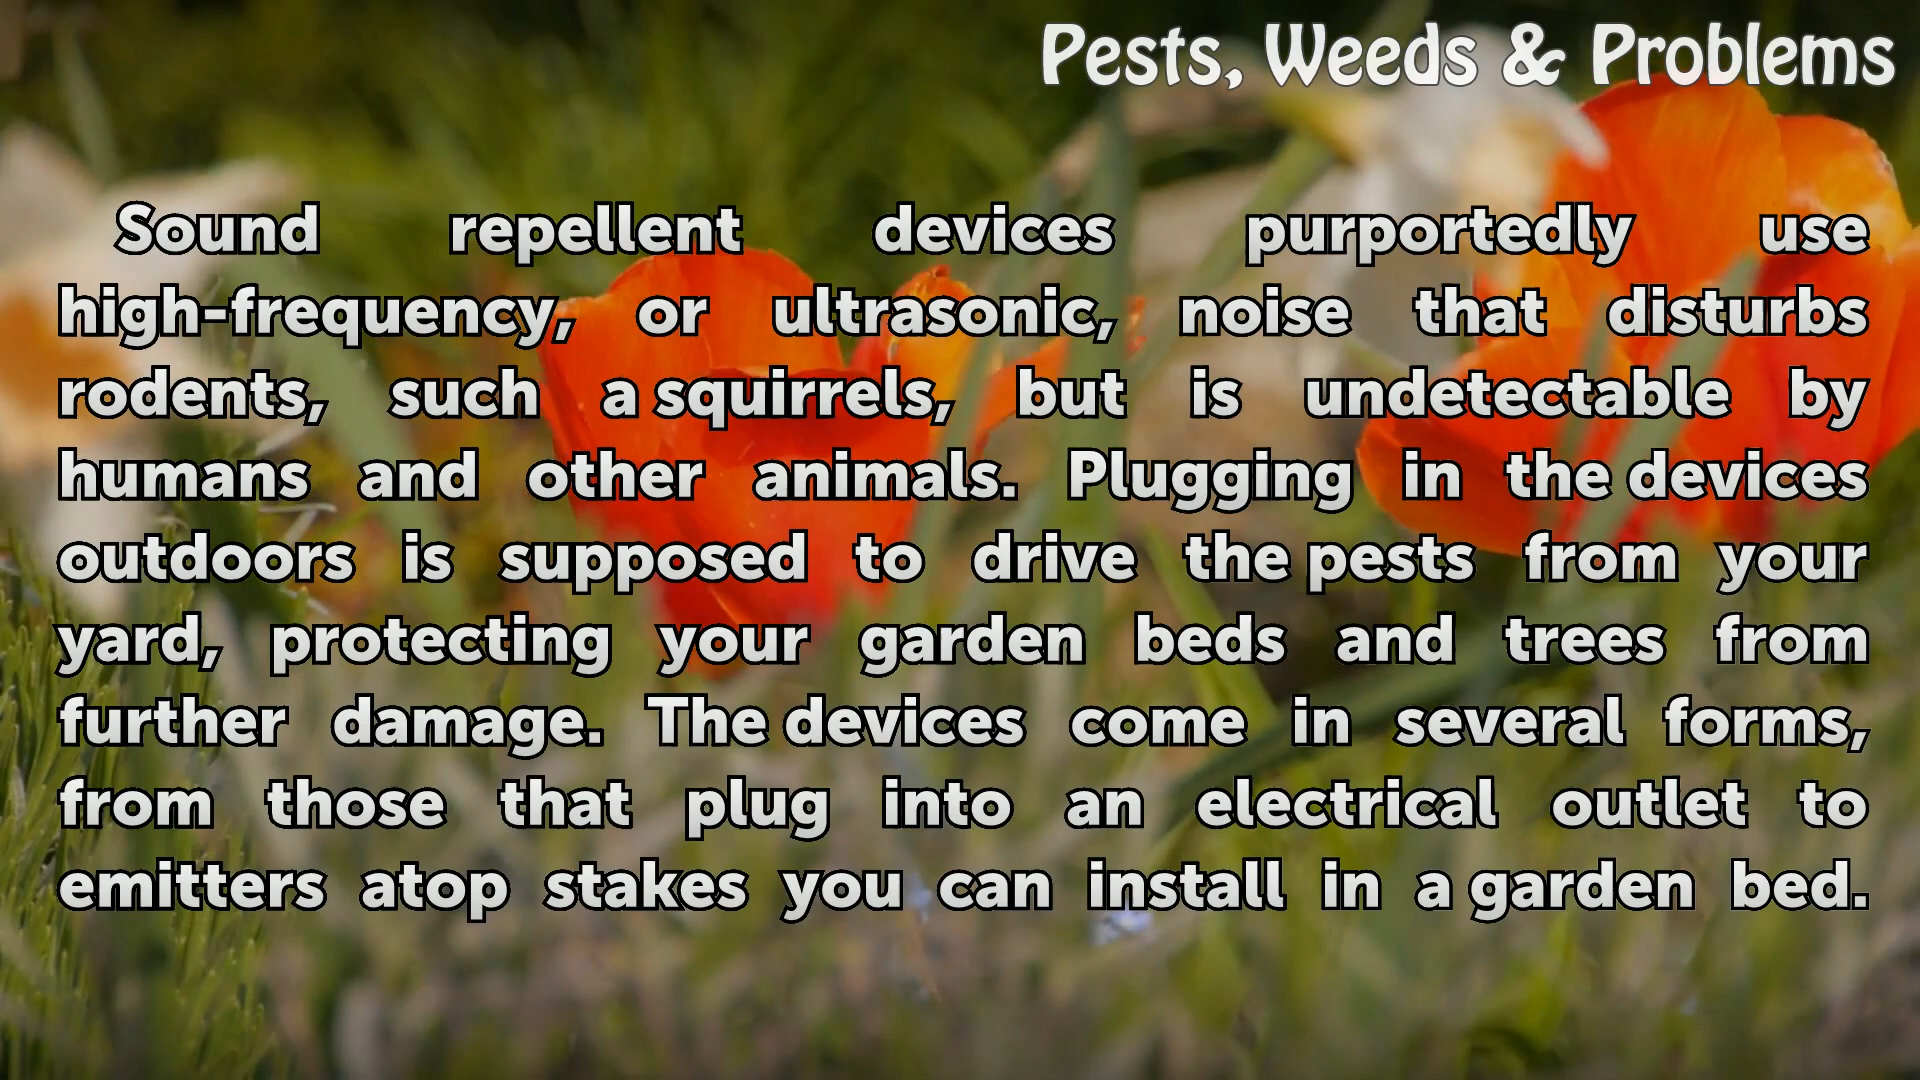 Pests, Weeds & Problems
Sound repellent devices purportedly use
high-frequency, or ultrasonic, noise that disturbs
rodents, such a squirrels, but is undetectable by
humans and other animals. Plugging in the devices
outdoors is supposed to drive the pests from your
yard, protecting your garden beds and trees from
further damage. The devices come in several forms,
from those that plug into an electrical outlet to
emitters atop stakes you can install in a garden bed.